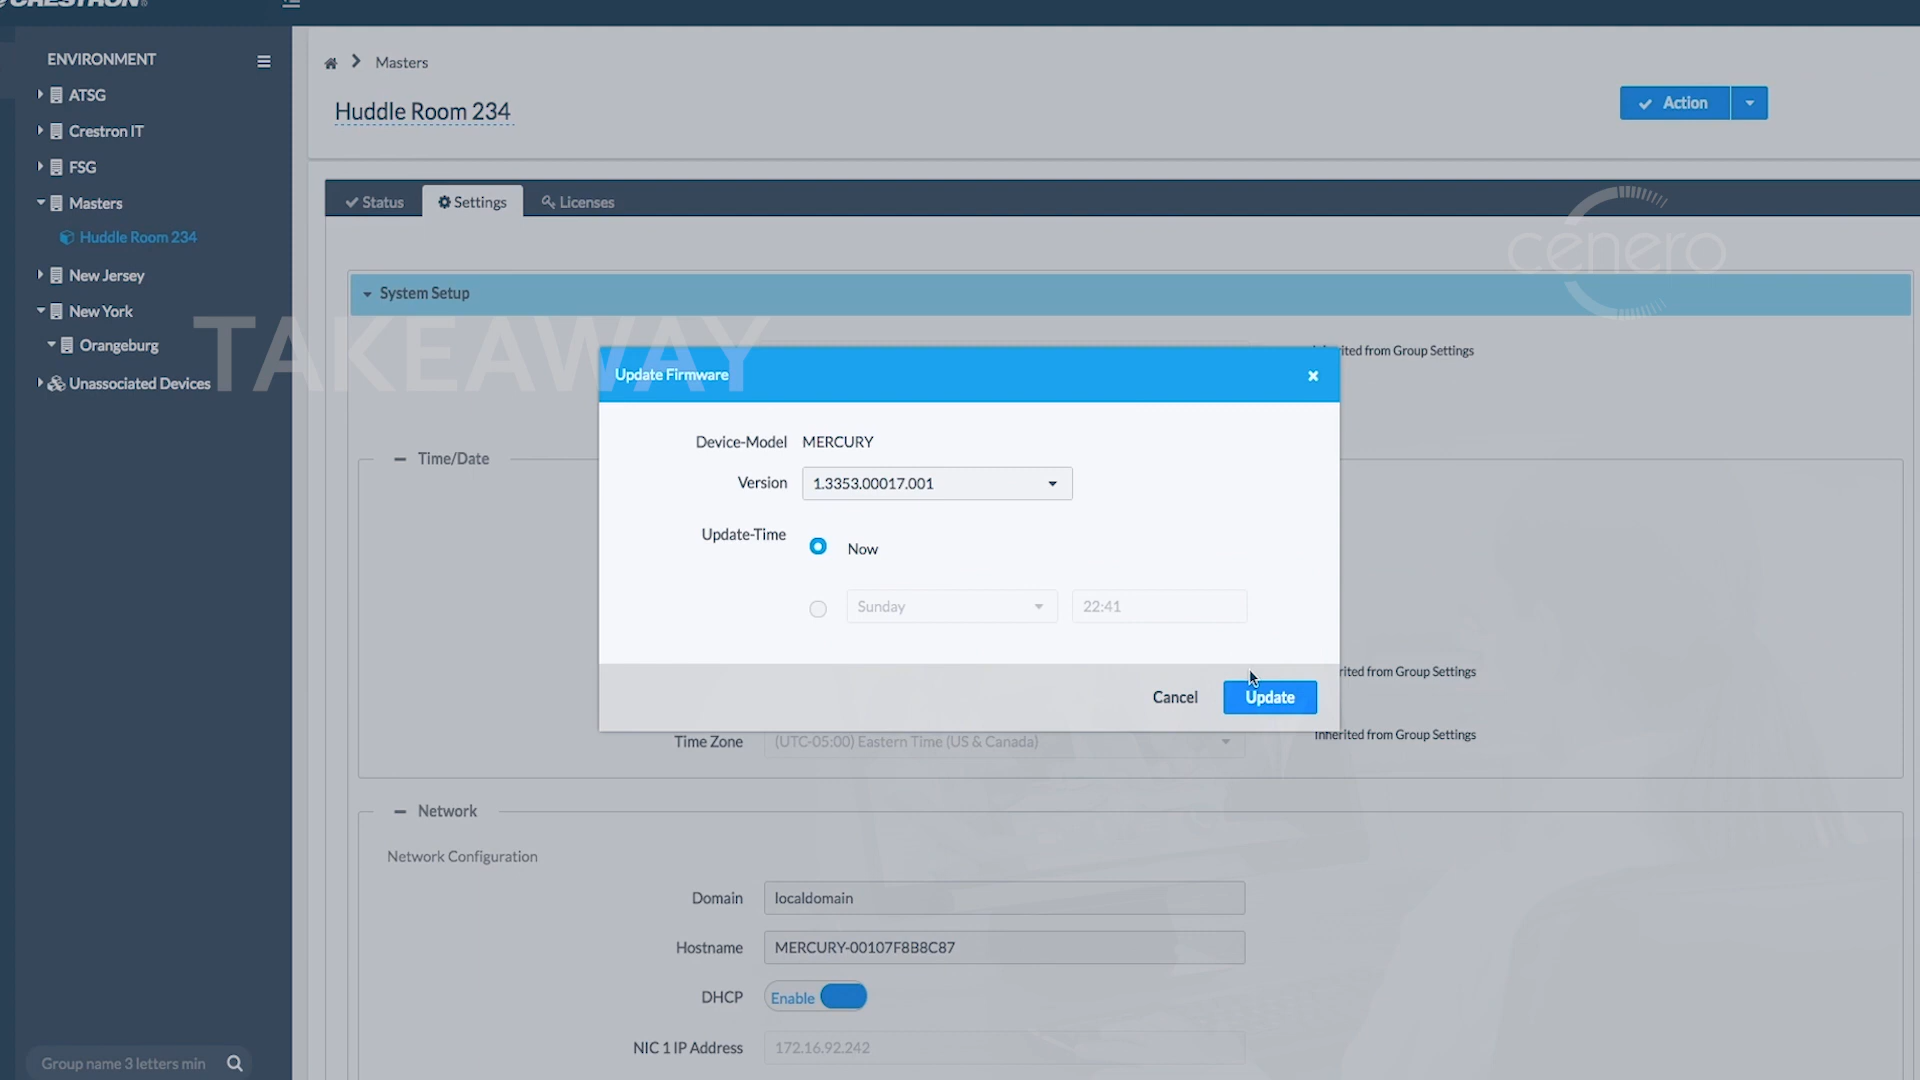 CRESTRON
ENVIRONMENT
ATSG
Crestron IT
FSG
Masters
Huddle Room 234
New Jersey
New York
Orangeburg
Unassociated Devices
Group name 3 letters min
Masters
Huddle Room 234
Action
Status
Settings
Licenses
cenero
TAKEAWAY
System Setup
Inherited from Group Settings
Update Firmware
Device-Model MERCURY
Version 1.3353.00017.001
Update-Time
Now
Sunday 22:41
Cancel Update
Time/Date
rited from Group Settings
Time Zone (UTC-05:00) Eastern Time (US & Canada)
Inherited from Group Settings
Network
Network Configuration
Domain localdomain
Hostname MERCURY-00107F8B8C87
DHCP Enable
NIC 1 IP Address 172.16.92.242